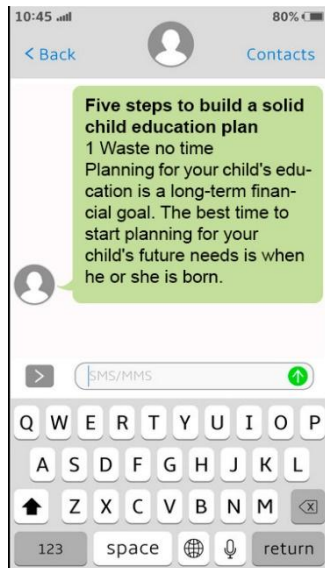 10:45
80%
< Back
Contacts
Five steps to build a solid
child education plan
1 Waste no time
Planning for your child's edu-
cation is a long-term finan-
cial goal. The best time to
start planning for your
child's future needs is when
he or she is born.
>
SMS/MMS
Q W E R T Y U I O P
A S D F G H J K L
Z X C V B N M
123 space return